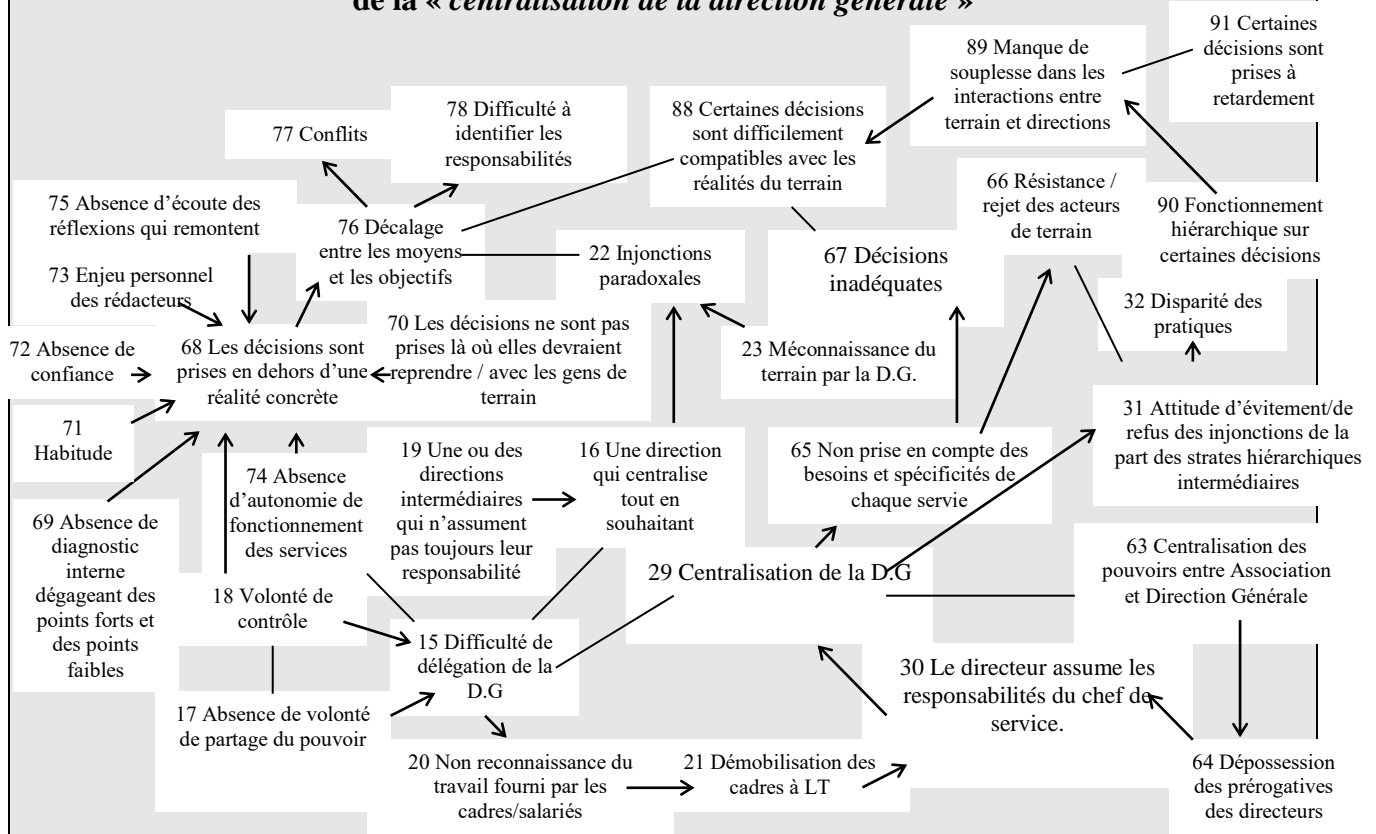 de la « centralisation de la direction générale »
91 Certaines
décisions sont
prises à
retardement
89 Manque de
souplesse dans les
interactions entre
terrain et directions
78 Difficulté à
identifier les
responsabilités
77 Conflits
88 Certaines décisions
sont difficilement
compatibles avec les
réalités du terrain
66 Résistance /
rejet des acteurs
de terrain
90 Fonctionnement
hiérarchique sur
certaines décisions
75 Absence d’écoute des
réflexions qui remontent
76 Décalage
entre les moyens
et les objectifs
22 Injonctions
paradoxales
67 Décisions
inadéquates
73 Enjeu personnel
des rédacteurs
32 Disparité des
pratiques
72 Absence de
confiance
68 Les décisions sont
prises en dehors d’une
réalité concrète
70 Les décisions ne sont pas
prises là où elles devraient
reprendre / avec les gens de
terrain
23 Méconnaissance du
terrain par la D.G.
71
Habitude
31 Attitude d’évitement/de
refus des injonctions de la
part des strates hiérarchiques
intermédiaires
74 Absence
d’autonomie de
fonctionnement
des services
19 Une ou des
directions
intermédiaires
qui n’assument
pas toujours leur
responsabilité
16 Une direction
qui centralise
tout en
souhaitant
65 Non prise en compte des
besoins et spécificités de
chaque servie
69 Absence de
diagnostic
interne
dégageant des
points forts et
des points
faibles
18 Volonté de
contrôle
29 Centralisation de la D.G
63 Centralisation des
pouvoirs entre Association
et Direction Générale
15 Difficulté de
délégation de la
D.G
30 Le directeur assume les
responsabilités du chef de
service.
17 Absence de volonté
de partage du pouvoir
20 Non reconnaissance du
travail fourni par les
cadres/salariés
21 Démobilisation des
cadres à LT
64 Dépossession
des prérogatives
des directeurs